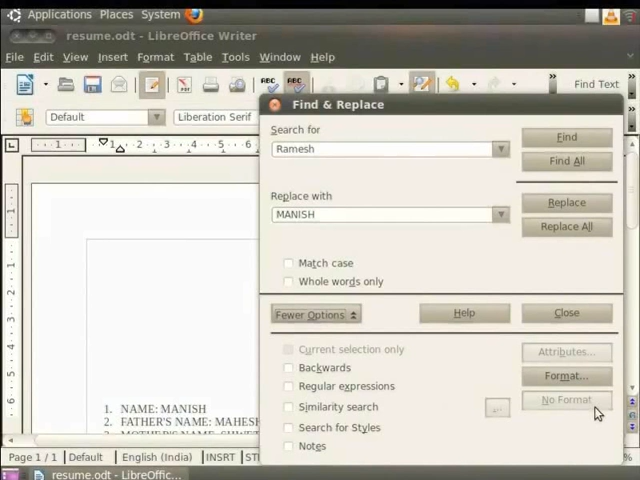 Applications Places System
resume.odt - LibreOffice Writer
File Edit View Insert Format Table Tools Window Help
Find Text
Default Liberation Serif
Find & Replace
Search for
Ramesh
Find
Find All
Replace with
MANISH
Replace
Replace All
Match case
Whole words only
Fewer Options Help Close
Current selection only
Attributes...
Backwards
Format...
Regular expressions
No Format
Similarity search
...
Search for Styles
Notes
1. NAME: MANISH
2. FATHER'S NAME: MAHESH
Page 1 / 1 Default English (India) INSRT
resume.odt - LibreOffic...